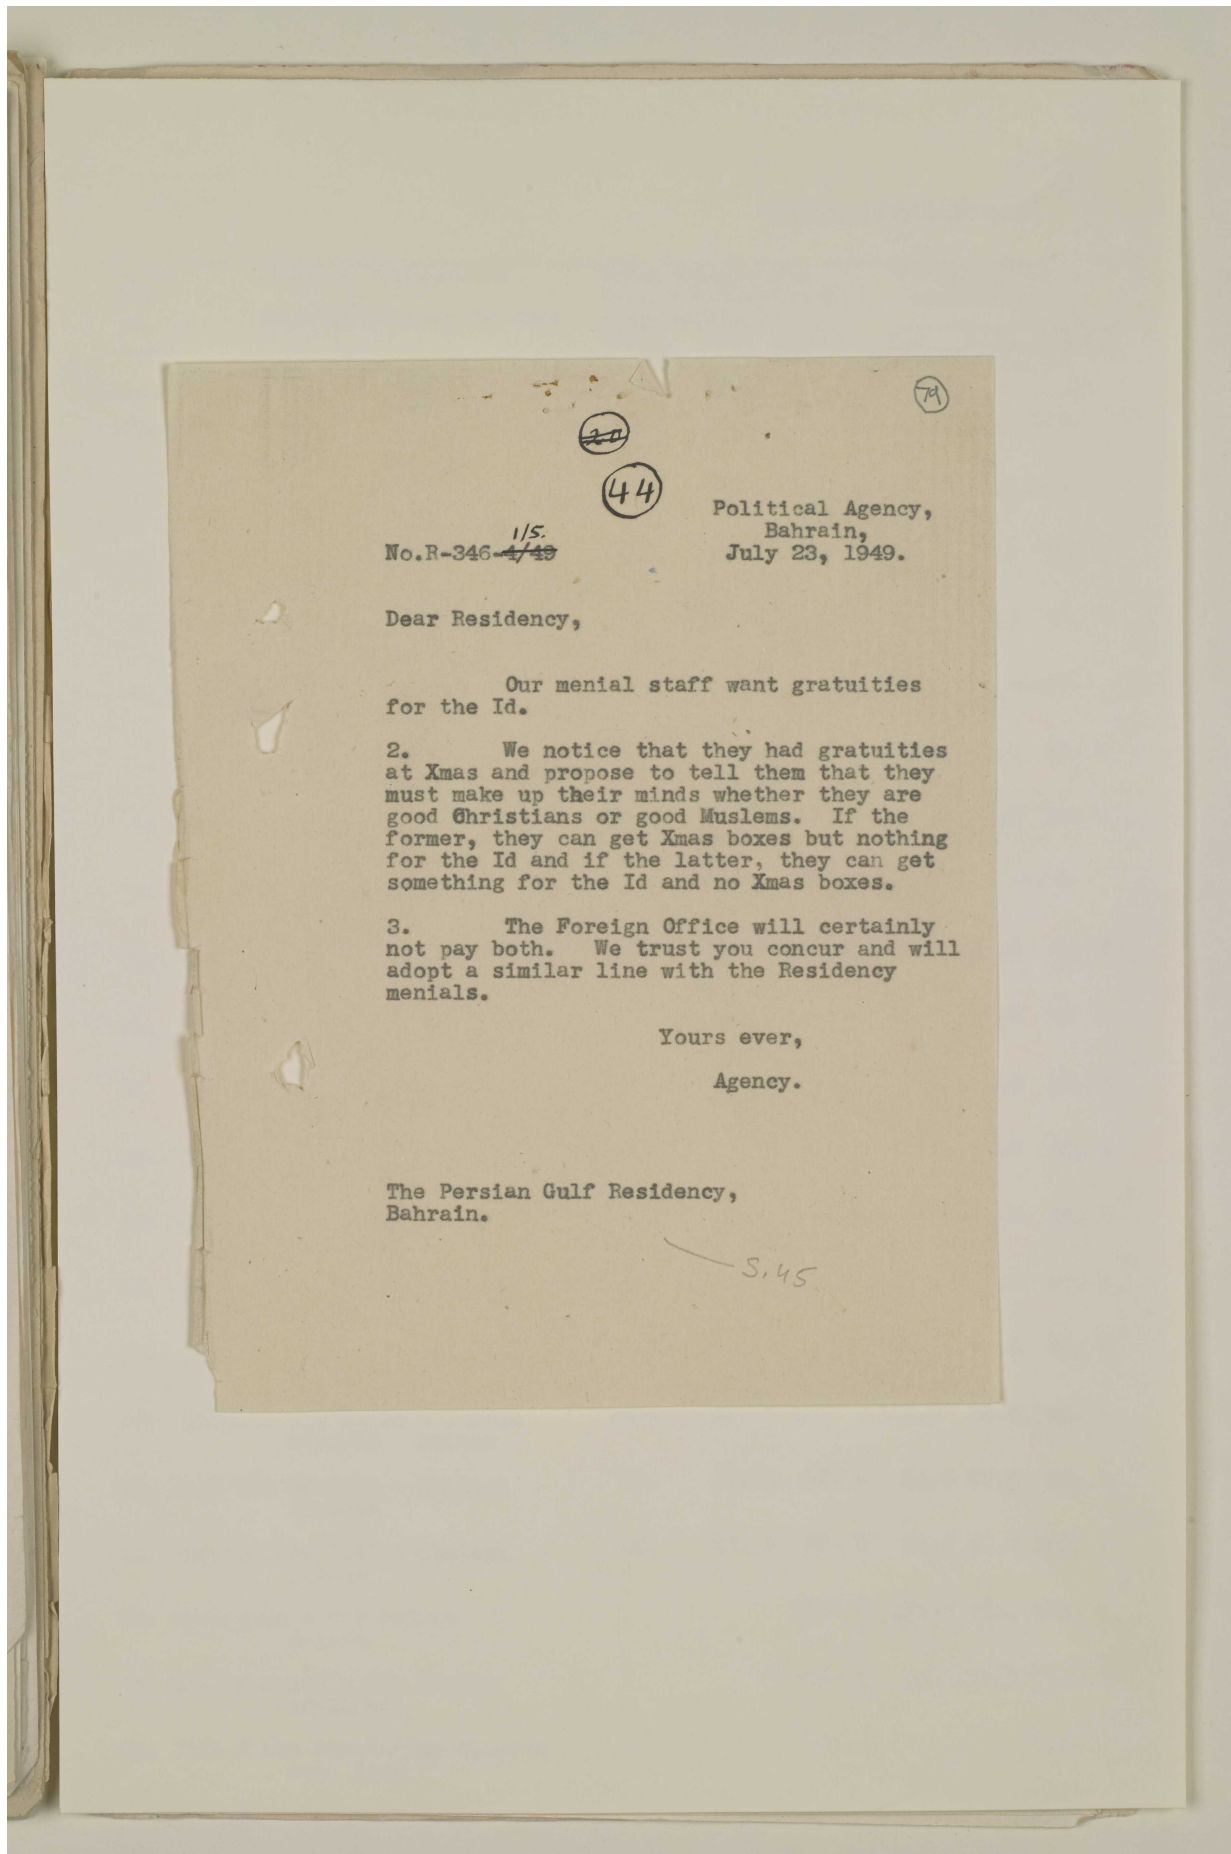 79
20
44
Political Agency,
Bahrain,
1/5.
No.R-346-4/49
July 23, 1949.
Dear Residency,
Our menial staff want gratuities
for the Id.
2. We notice that they had gratuities
at Xmas and propose to tell them that they
must make up their minds whether they are
good Christians or good Muslems. If the
former, they can get Xmas boxes but nothing
for the Id and if the latter, they can get
something for the Id and no Xmas boxes.
3. The Foreign Office will certainly
not pay both. We trust you concur and will
adopt a similar line with the Residency
menials.
Yours ever,
Agency.
The Persian Gulf Residency,
Bahrain.
S.45